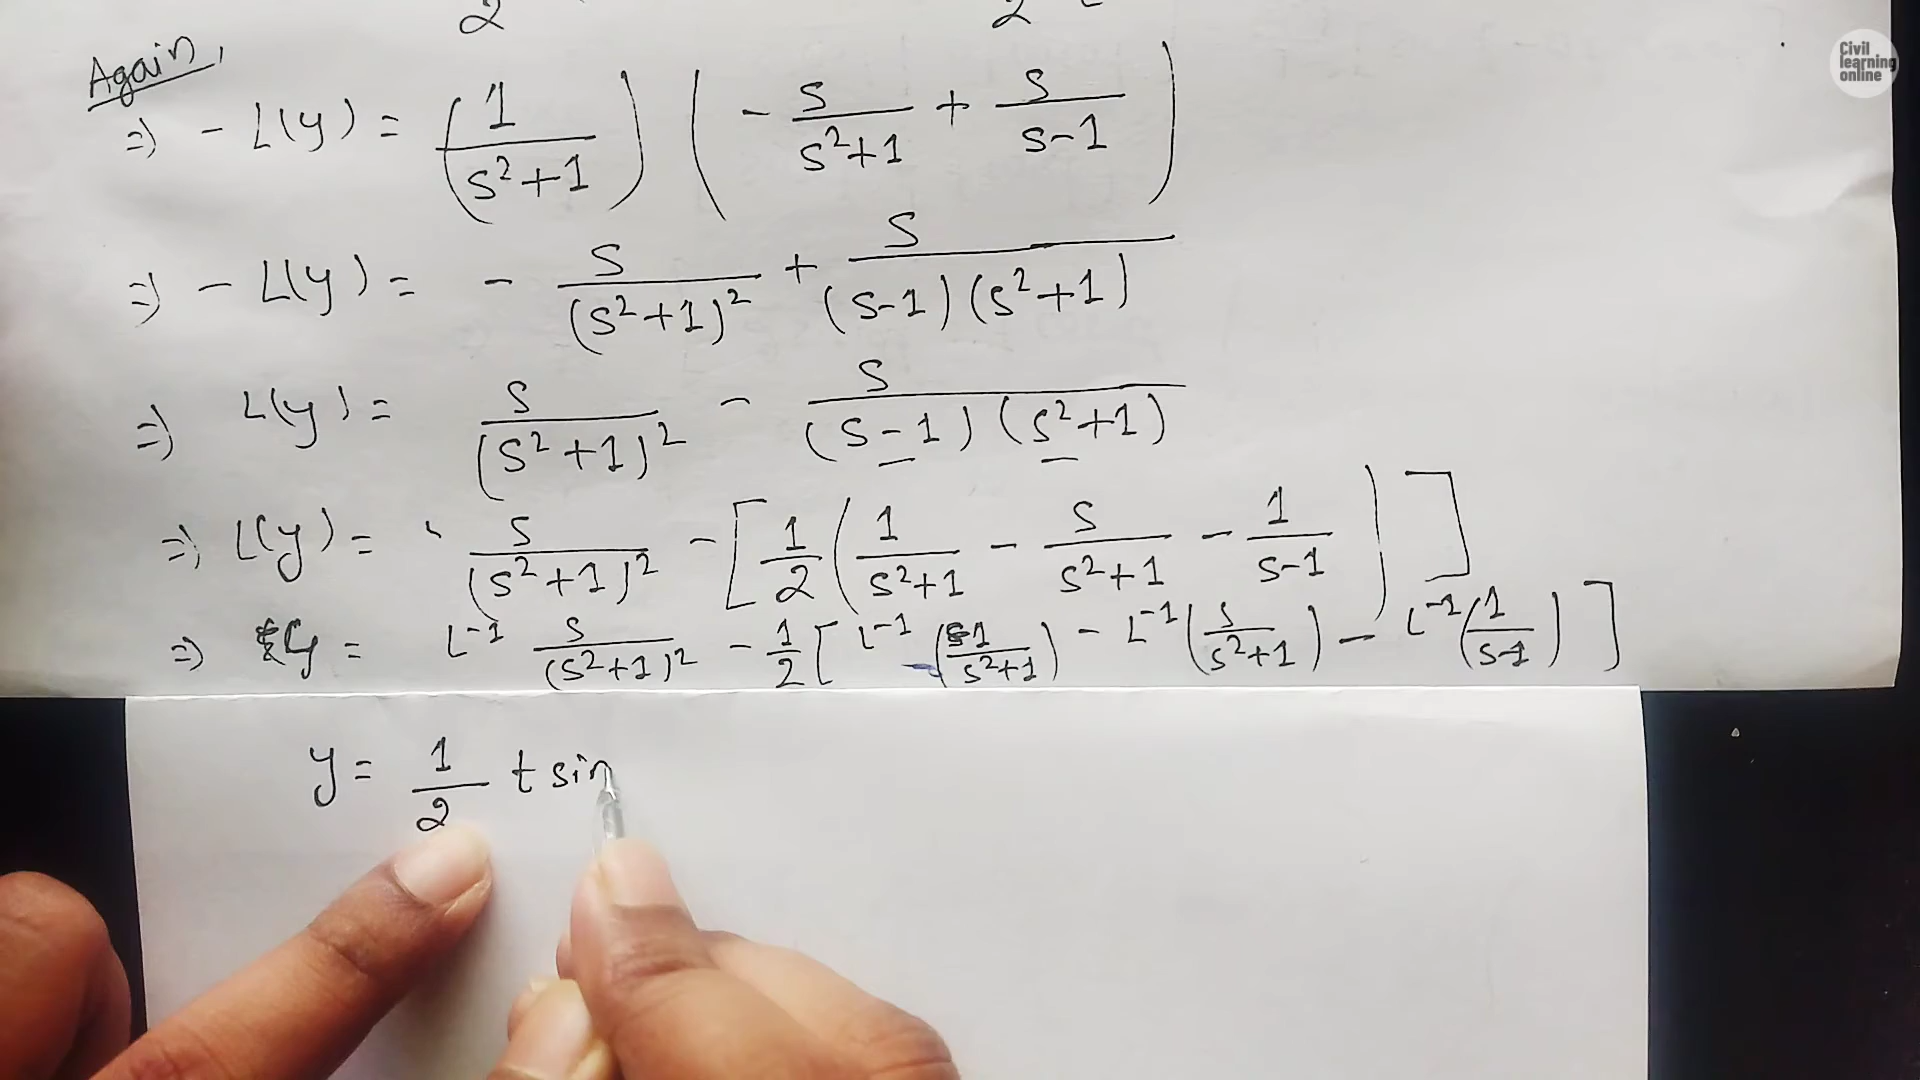 2 2
Again,
⇒ - L(y) = (1/(s²+1)) (- s/(s²+1) + s/(s-1))
⇒ - L(y) = - s/(s²+1)² + s/((s-1)(s²+1))
⇒ L(y) = s/(s²+1)² - s/((s-1)(s²+1))
⇒ L(y) = s/(s²+1)² - [1/2 (1/(s²+1) - s/(s²+1) - 1/(s-1))]
⇒ y = L⁻¹ s/(s²+1)² - 1/2 [L⁻¹ (1/(s²+1)) - L⁻¹ (s/(s²+1)) - L⁻¹ (1/(s-1))]
y = 1/2 t sin
Civil
learning
online